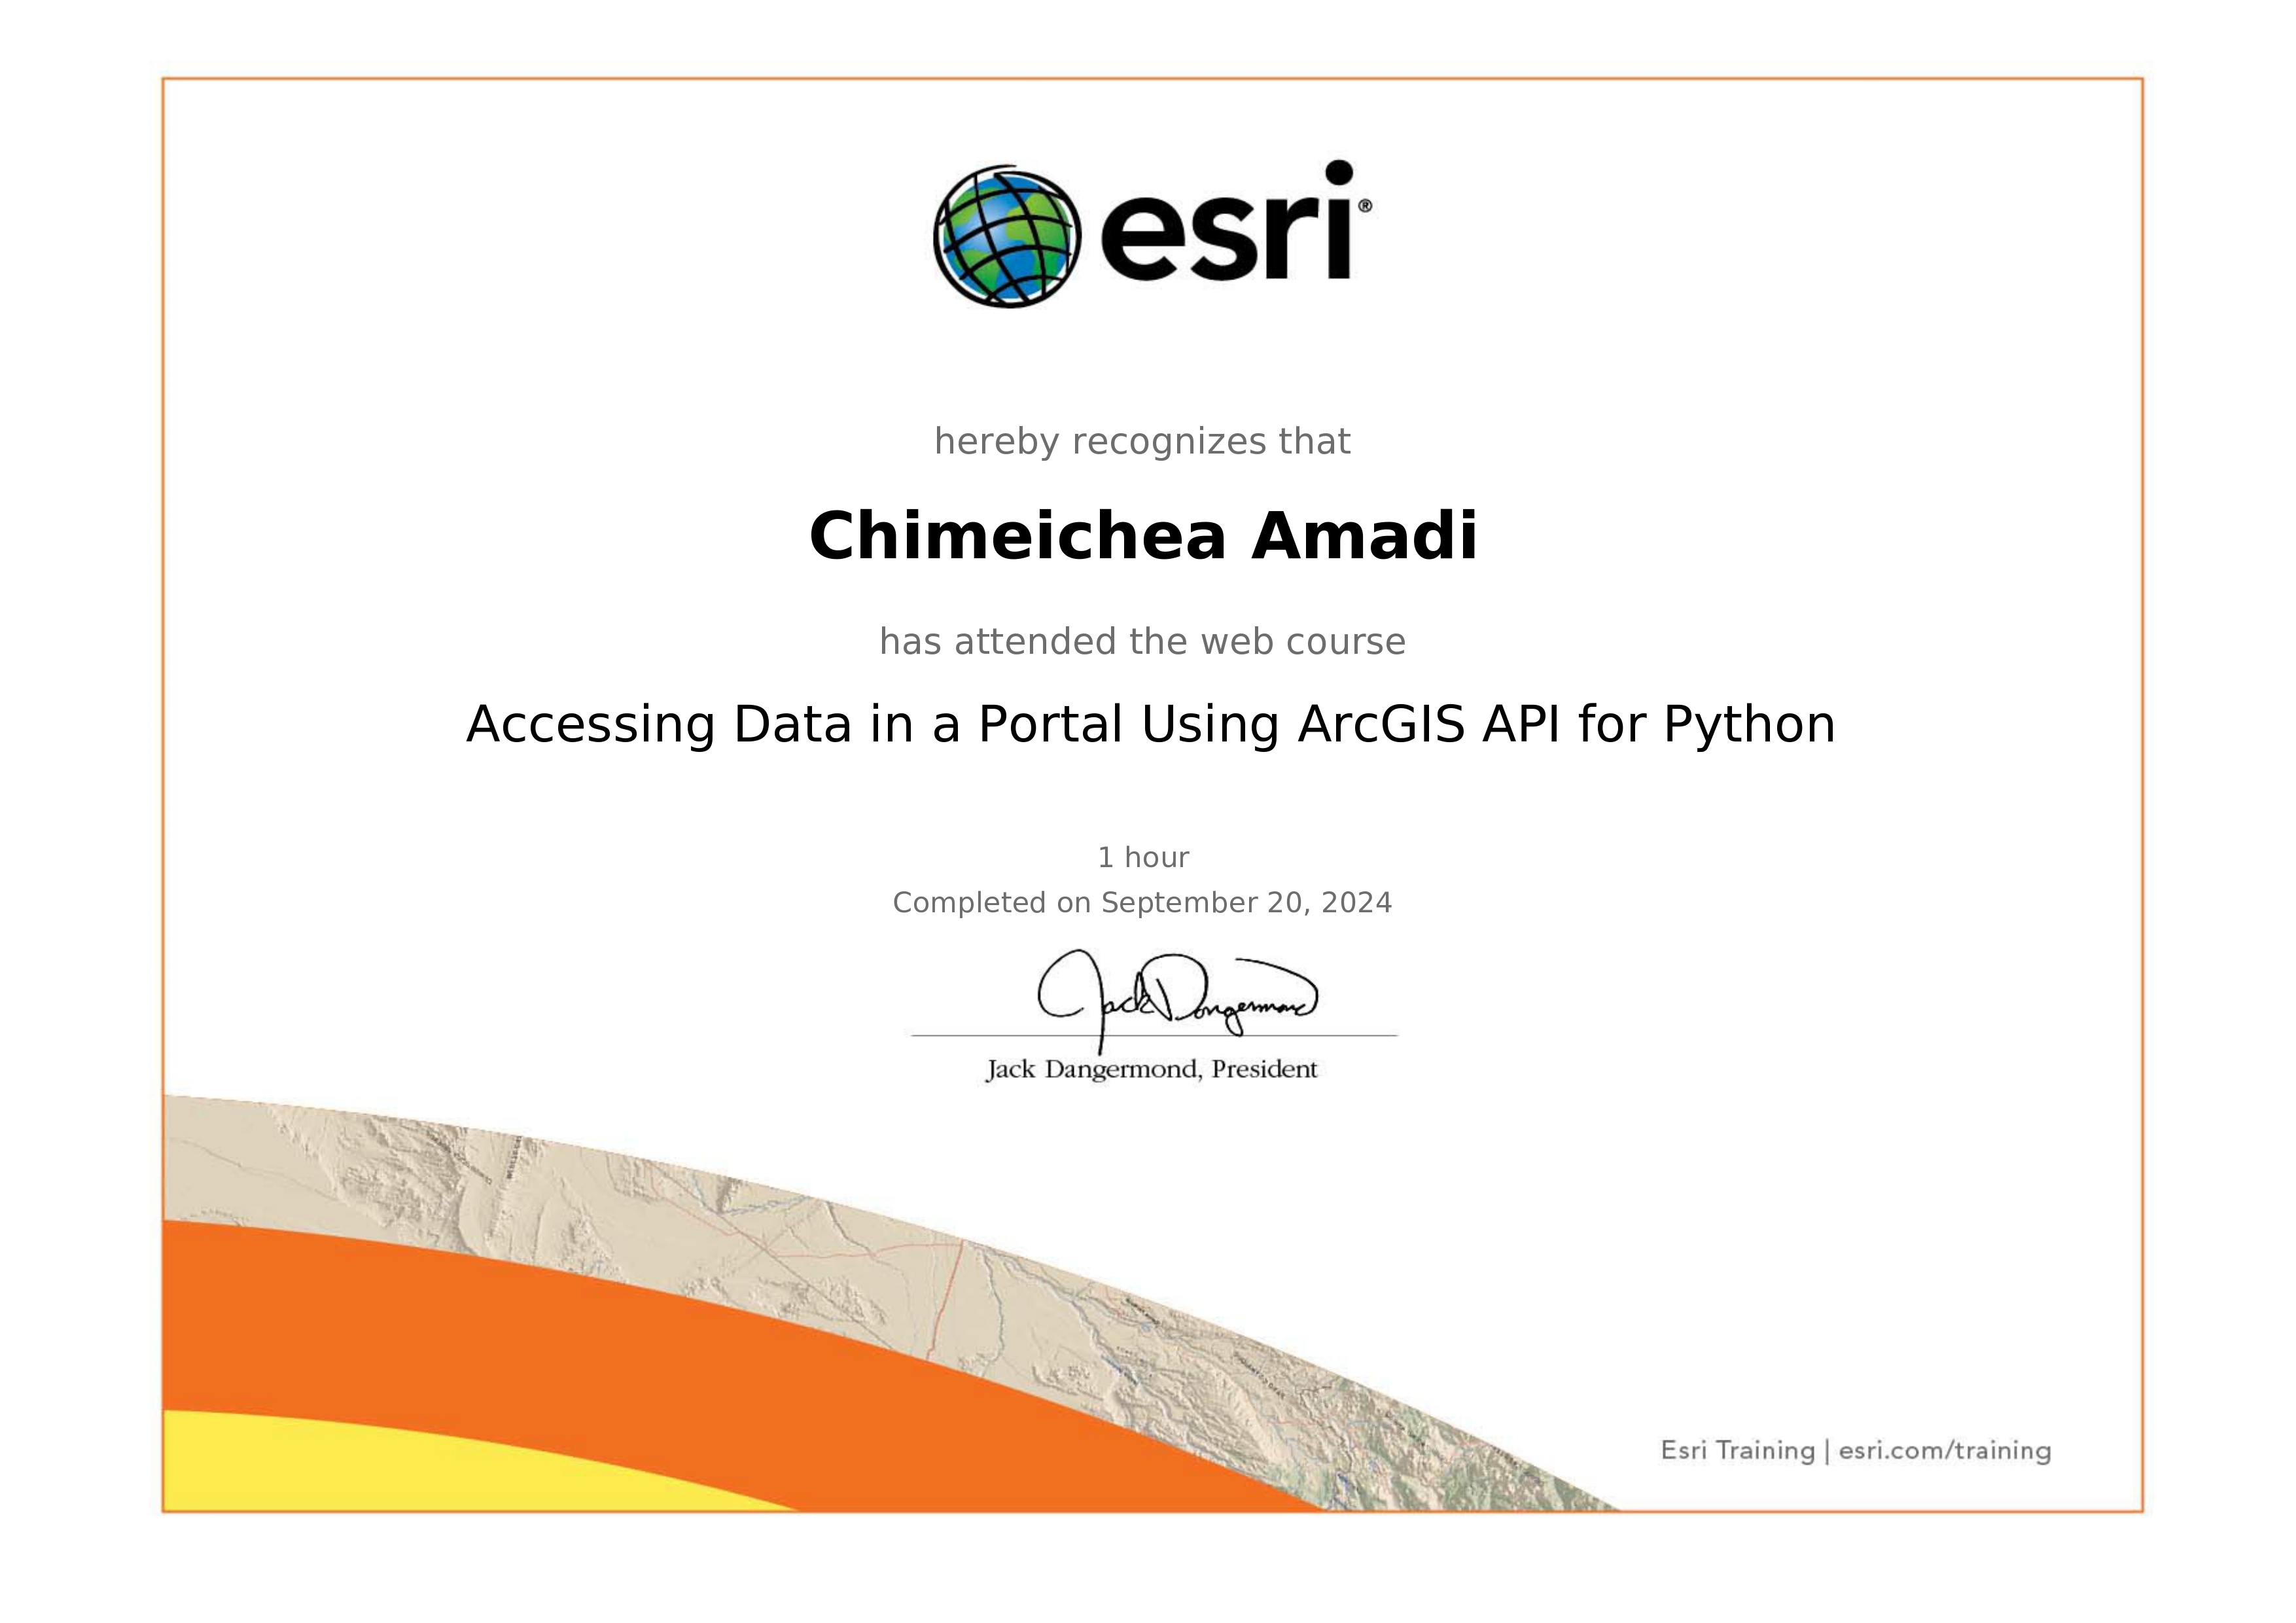 esri®
hereby recognizes that
Chimeichea Amadi
has attended the web course
Accessing Data in a Portal Using ArcGIS API for Python
1 hour
Completed on September 20, 2024
Jack Dangermond
Jack Dangermond, President
Esri Training | esri.com/training